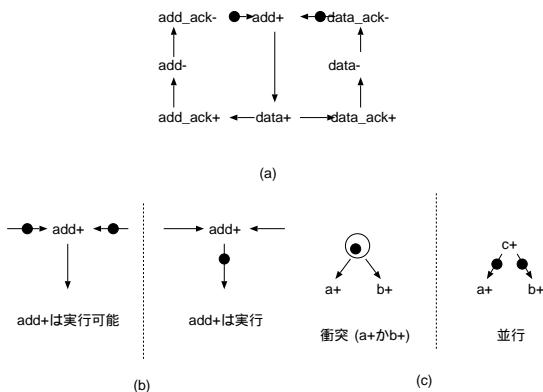 add_ack- add+ data_ack-
add- data-
add_ack+ data+ data_ack+
(a)
add+ add+
c+
a+ b+ a+ b+
add+は実行可能 add+は実行 衝突 (a+かb+) 並行
(b) (c)